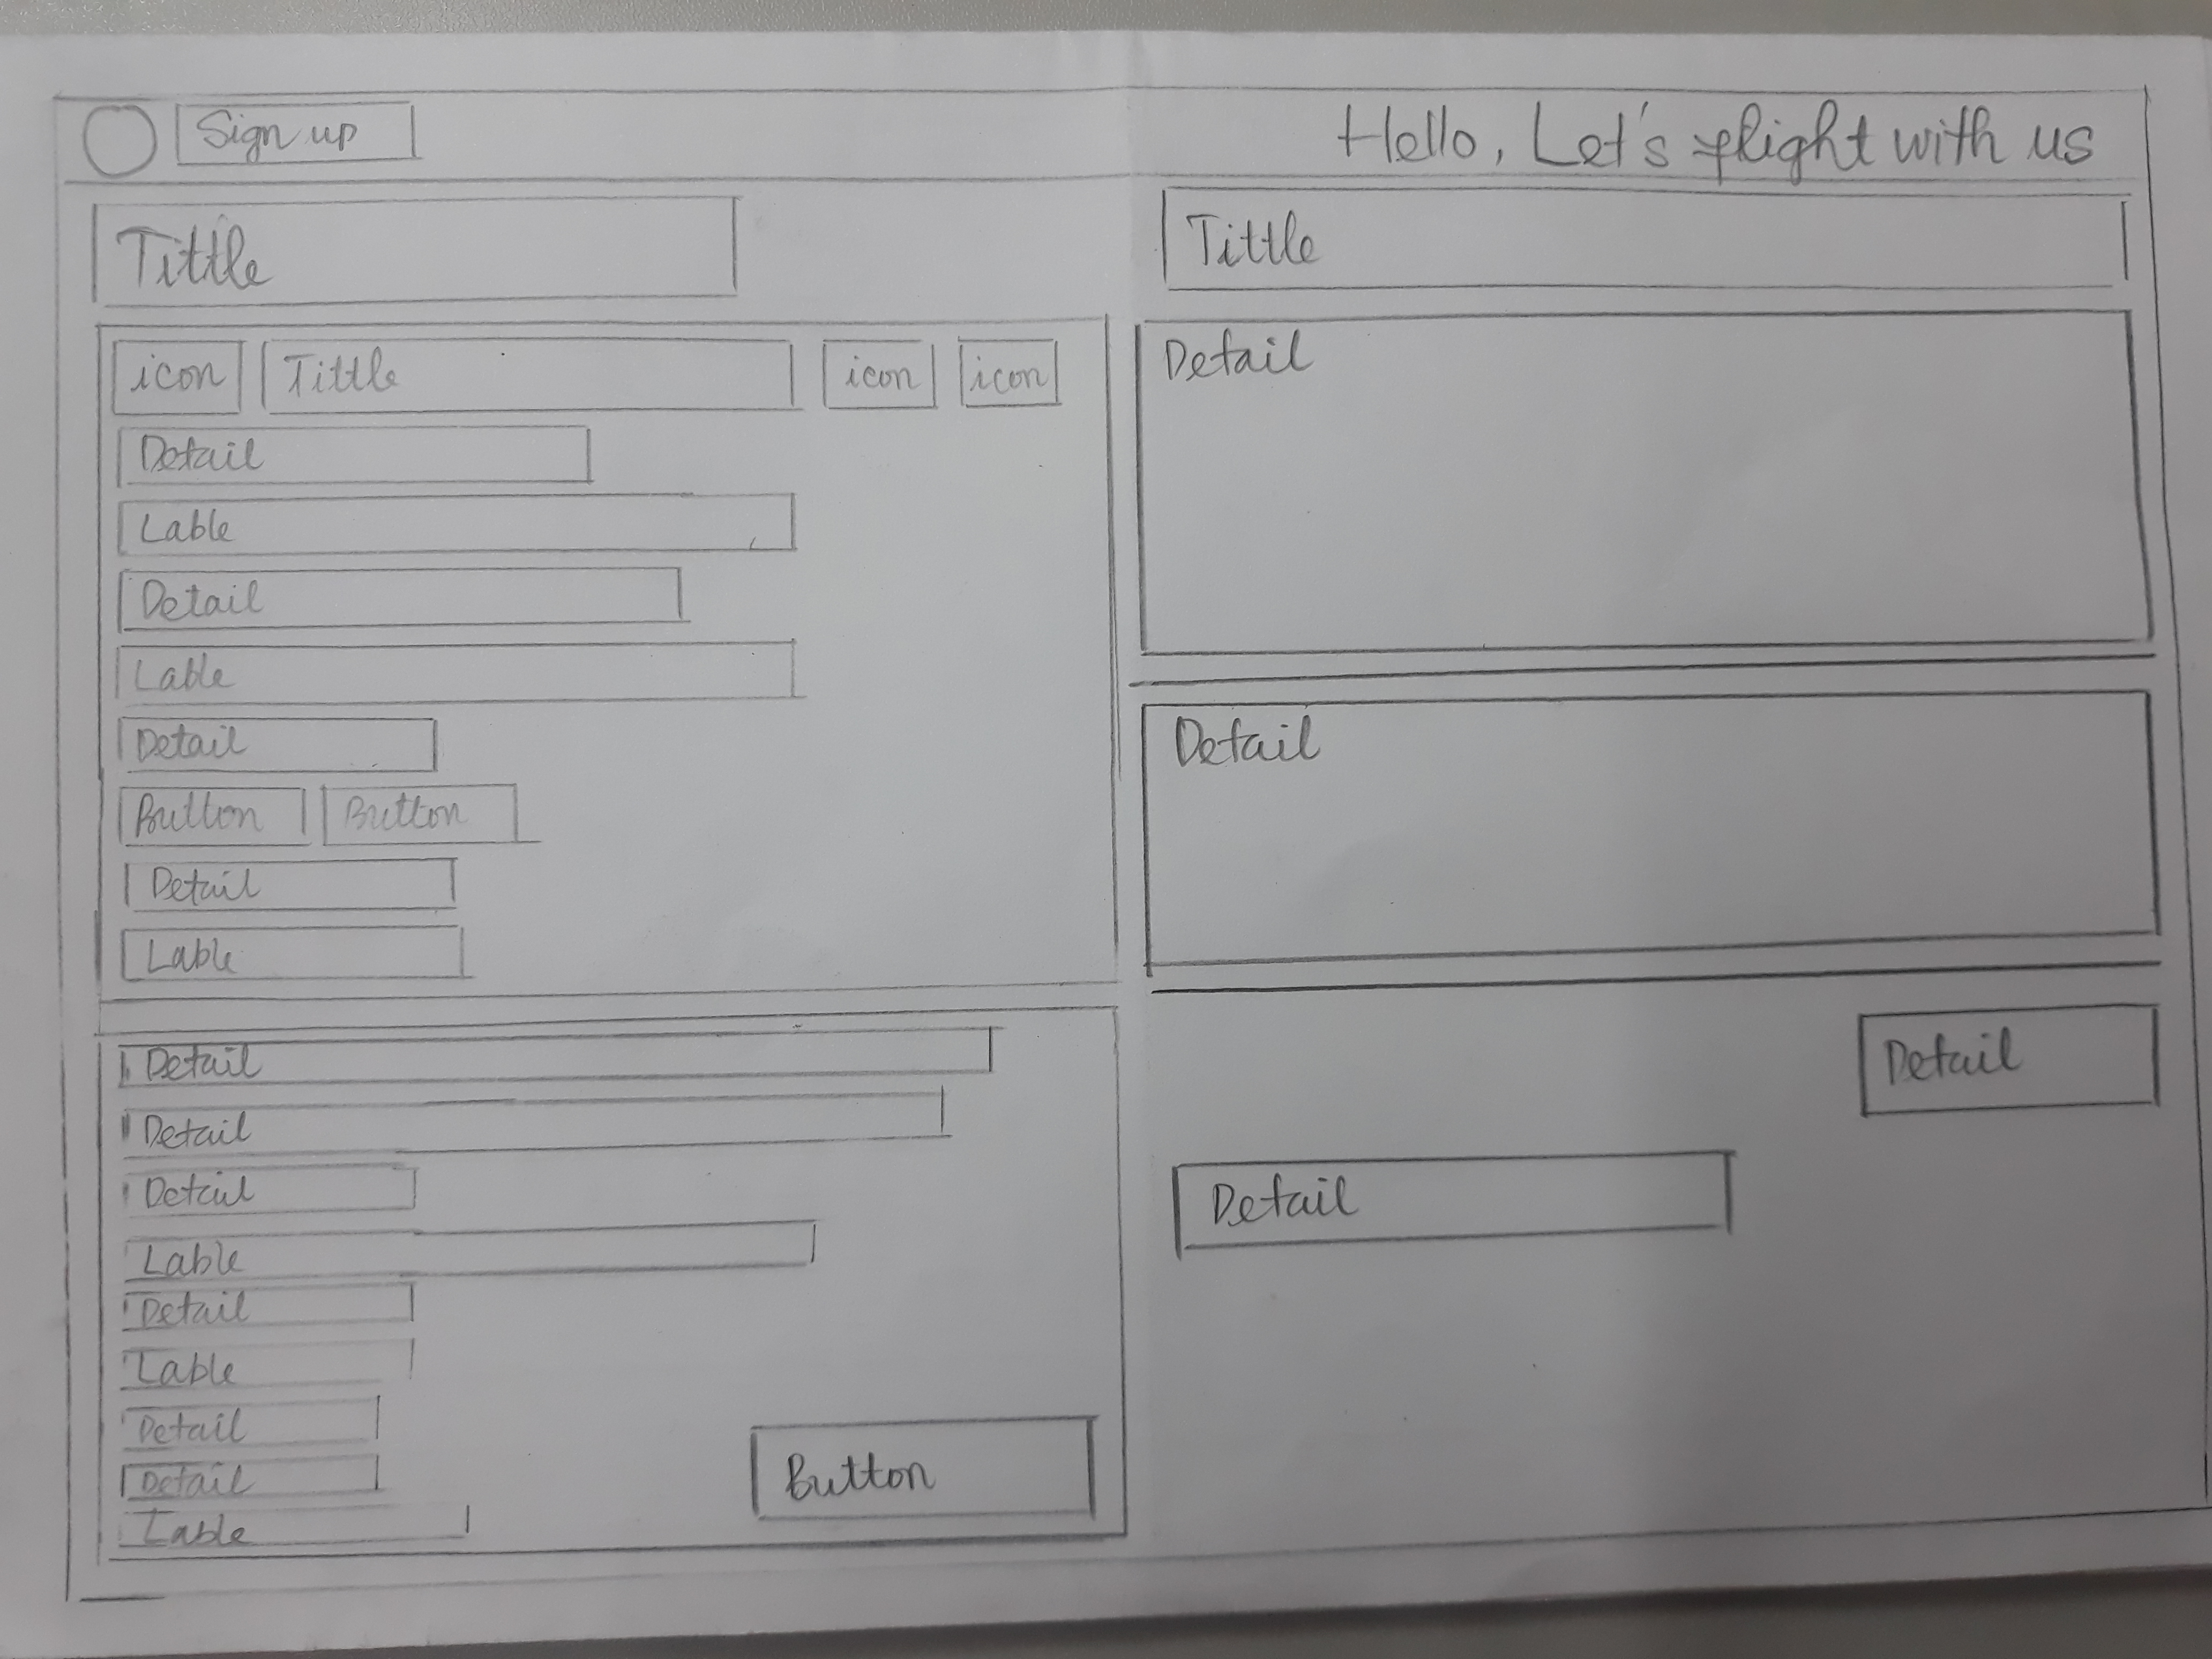 Sign up
Hello, Let's flight with us
Tittle
icon Tittle icon icon
Detail
Lable
Detail
Lable
Detail
Button Button
Detail
Lable
Detail
Detail
Detail
Lable
Detail
Lable
Detail
Detail
Lable
Button
Tittle
Detail
Detail
Detail
Detail